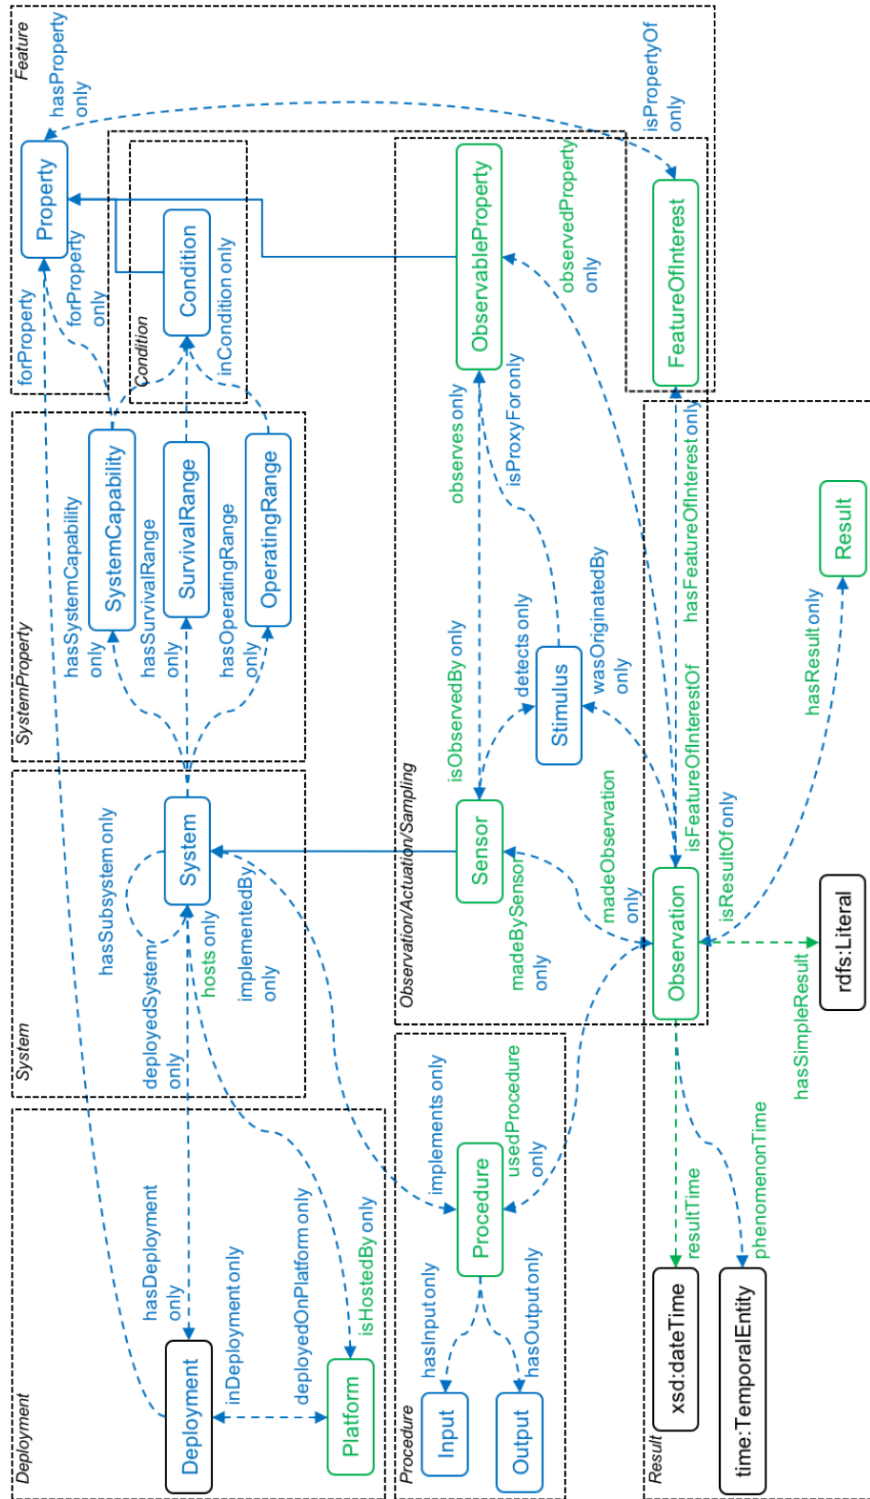 Deployment
Deployment
hasDeployment
only
inDeployment only
deployedOnPlatform only
Platform
isHostedBy only
System
hasSubsystem only
System
deployedSystem
only
hosts only
implementedBy
only
SystemProperty
hasSystemCapability
only
SystemCapability
hasSurvivalRange
only
SurvivalRange
hasOperatingRange
only
OperatingRange
Feature
forProperty
forProperty
only
Property
hasProperty
only
isPropertyOf
only
Condition
Condition
inCondition only
Procedure
hasInput only
Input
Output
hasOutput only
implements only
Procedure
usedProcedure
only
Observation/Actuation/Sampling
isObservedBy only
observes only
Sensor
madeBySensor
only
madeObservation
only
detects only
Stimulus
wasOriginatedBy
only
isProxyFor only
ObservableProperty
observedProperty
only
Observation
isFeatureOfInterestOf
only
hasFeatureOfInterest only
FeatureOfInterest
Result
xsd:dateTime
resultTime
time:TemporalEntity
phenomenonTime
isResultOf only
hasResult only
hasSimpleResult
rdfs:Literal
Result